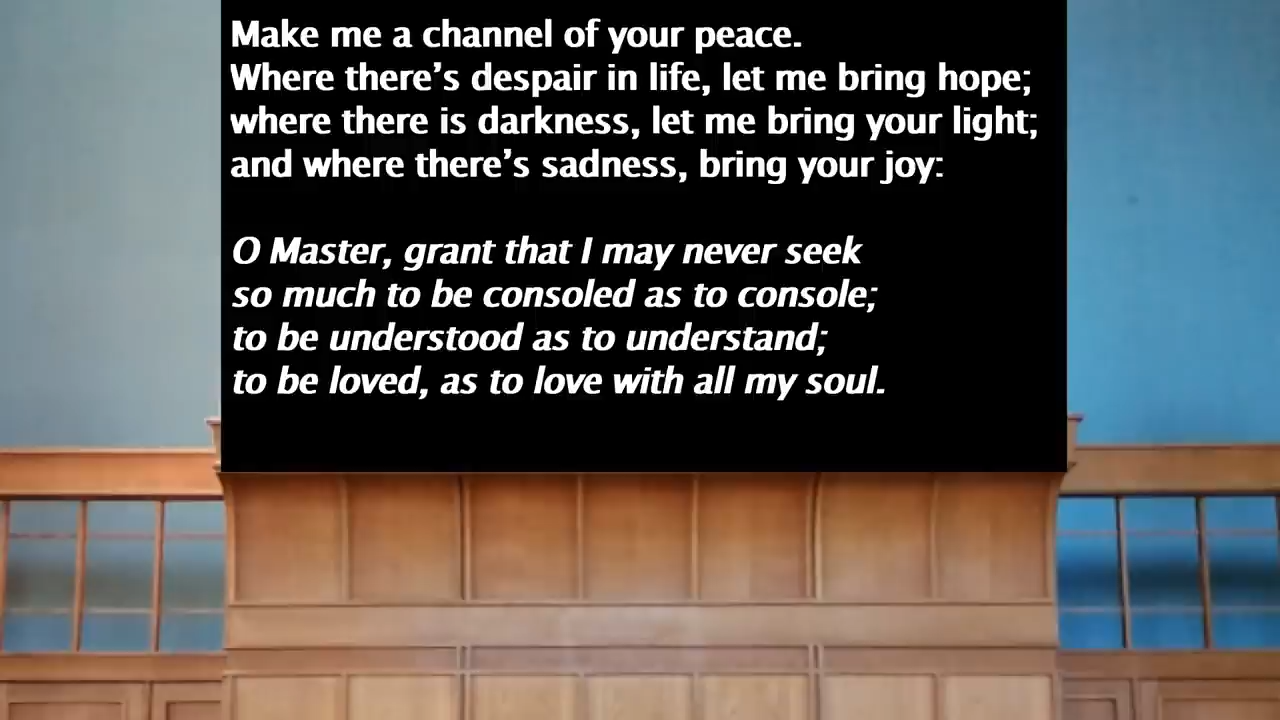 Make me a channel of your peace.
Where there’s despair in life, let me bring hope;
where there is darkness, let me bring your light;
and where there’s sadness, bring your joy:
O Master, grant that I may never seek
so much to be consoled as to console;
to be understood as to understand;
to be loved, as to love with all my soul.